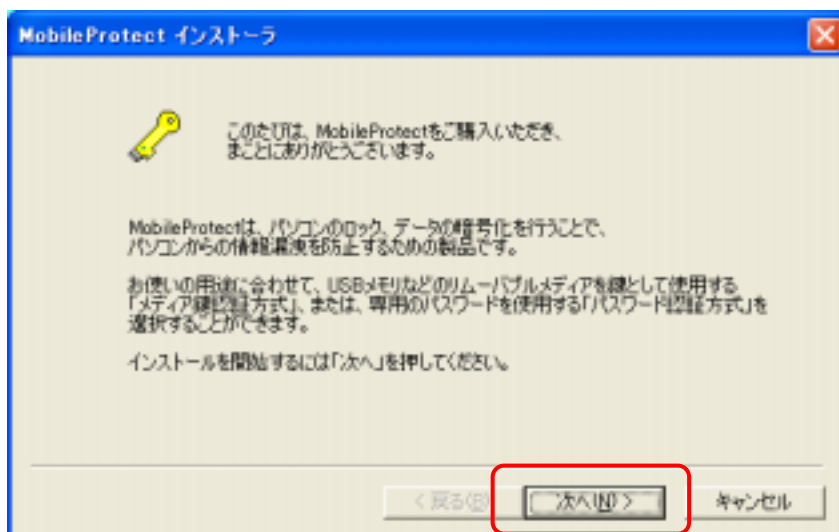 MobileProtect インストーラ
このたびは、MobileProtectをご購入いただき、
まことにありがとうございます。
MobileProtectは、パソコンのロック、データの暗号化を行うことで、
パソコンからの情報漏洩を防止するための製品です。
お使いの用途に合わせて、USBメモリなどのリムーバブルメディアを鍵として使用する
「メディア鍵認証方式」、または、専用のパスワードを使用する「パスワード認証方式」を
選択することができます。
インストールを開始するには「次へ」を押してください。
< 戻る(B)
次へ(N) >
キャンセル